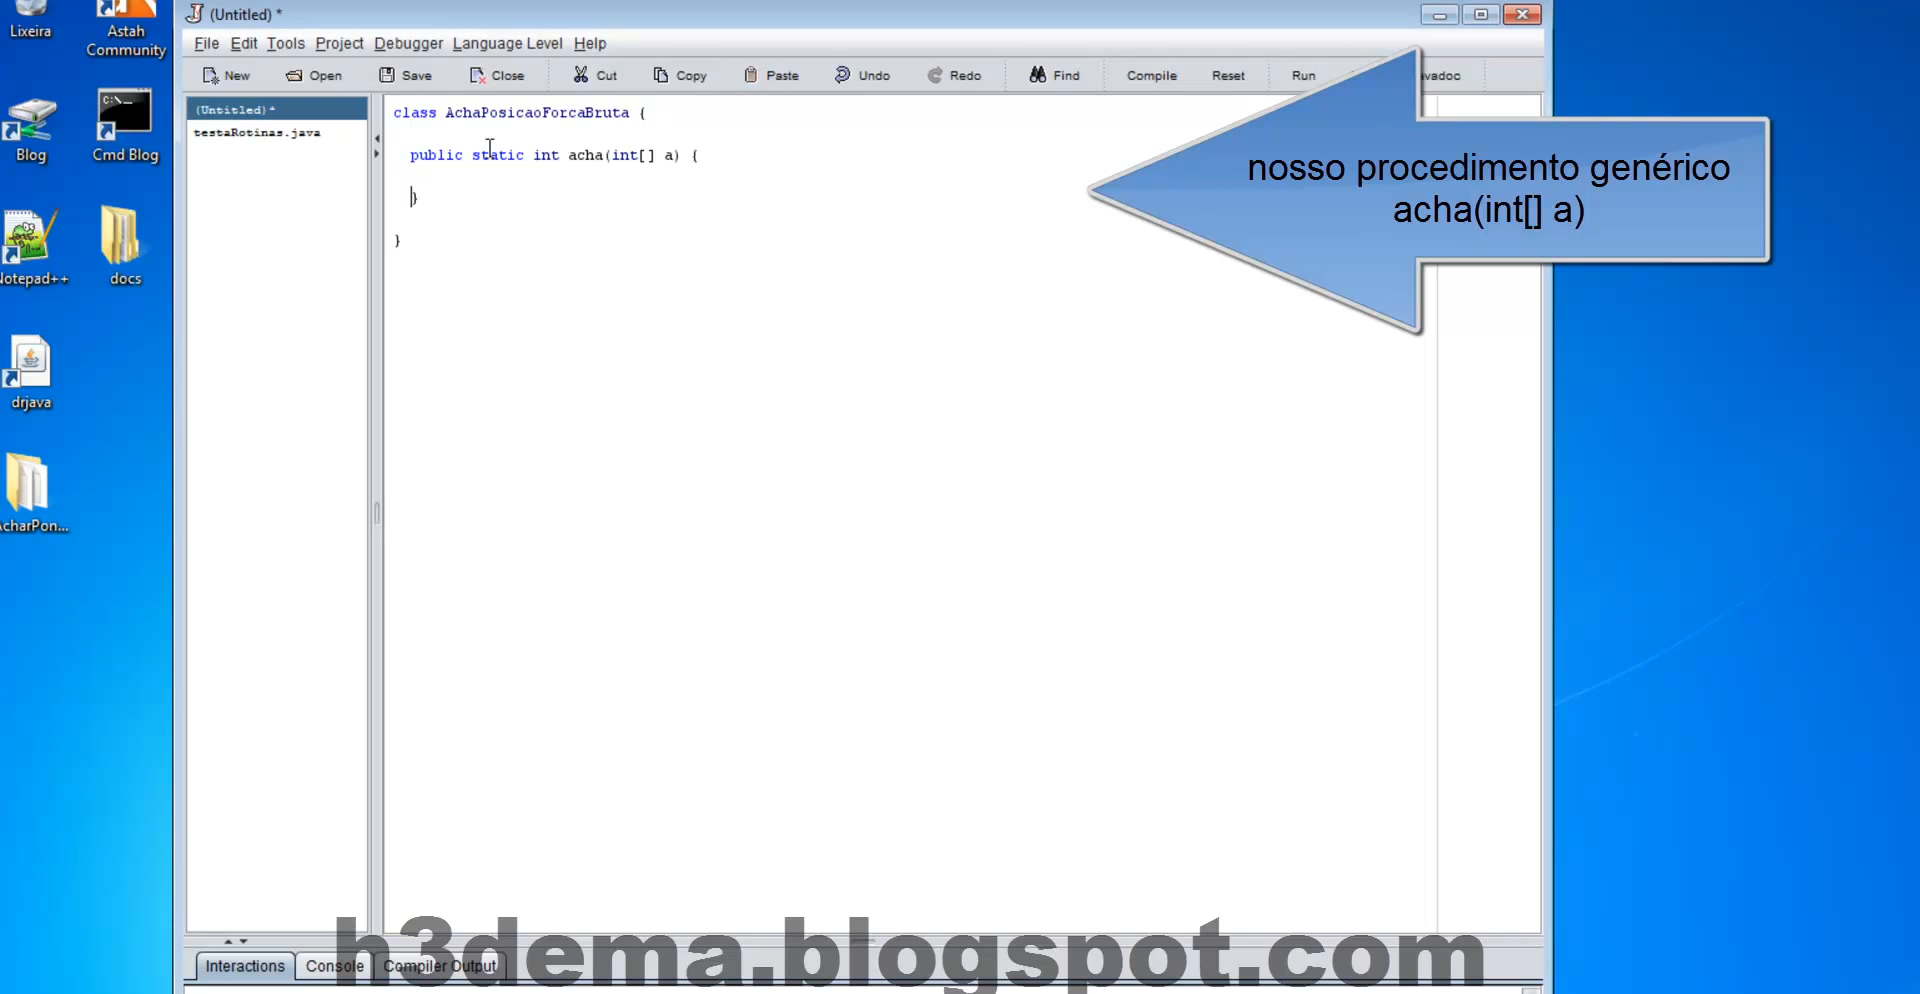 Lixeira
Astah
Community
Blog
Cmd Blog
Notepad++
docs
drjava
AcharPon...
(Untitled) *
File Edit Tools Project Debugger Language Level Help
New Open Save Close Cut Copy Paste Undo Redo Find Compile Reset Run
(Untitled)*
testaRotinas.java
class AchaPosicaoForcaBruta {
public static int acha(int[] a) {
}
}
nosso procedimento genérico
acha(int[] a)
Interactions Console Compiler Output
h3dema.blogspot.com